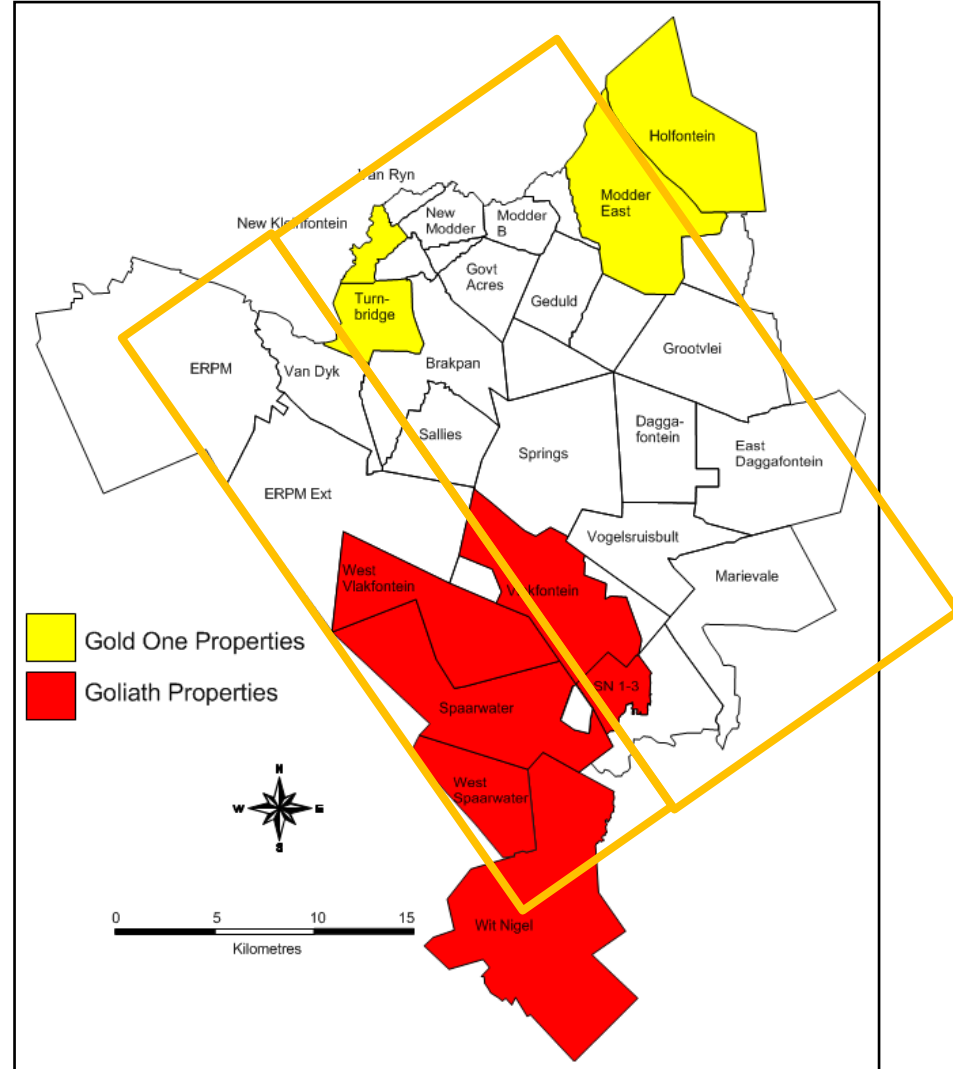 Holfontein
Van Ryn
Modder
East
New
Modder
Modder
B
New Kleinfontein
Govt
Acres
Turn-
bridge
Geduld
Grootvlei
Brakpan
ERPM
Van Dyk
Sallies
Dagga-
fontein
East
Daggafontein
Springs
ERPM Ext
Vogelsruisbult
West
Vlakfontein
Vlakfontein
Marievale
Gold One Properties
SN 1-3
Goliath Properties
Spaarwater
N
W
E
S
West
Spaarwater
0
5
10
15
Kilometres
Wit Nigel